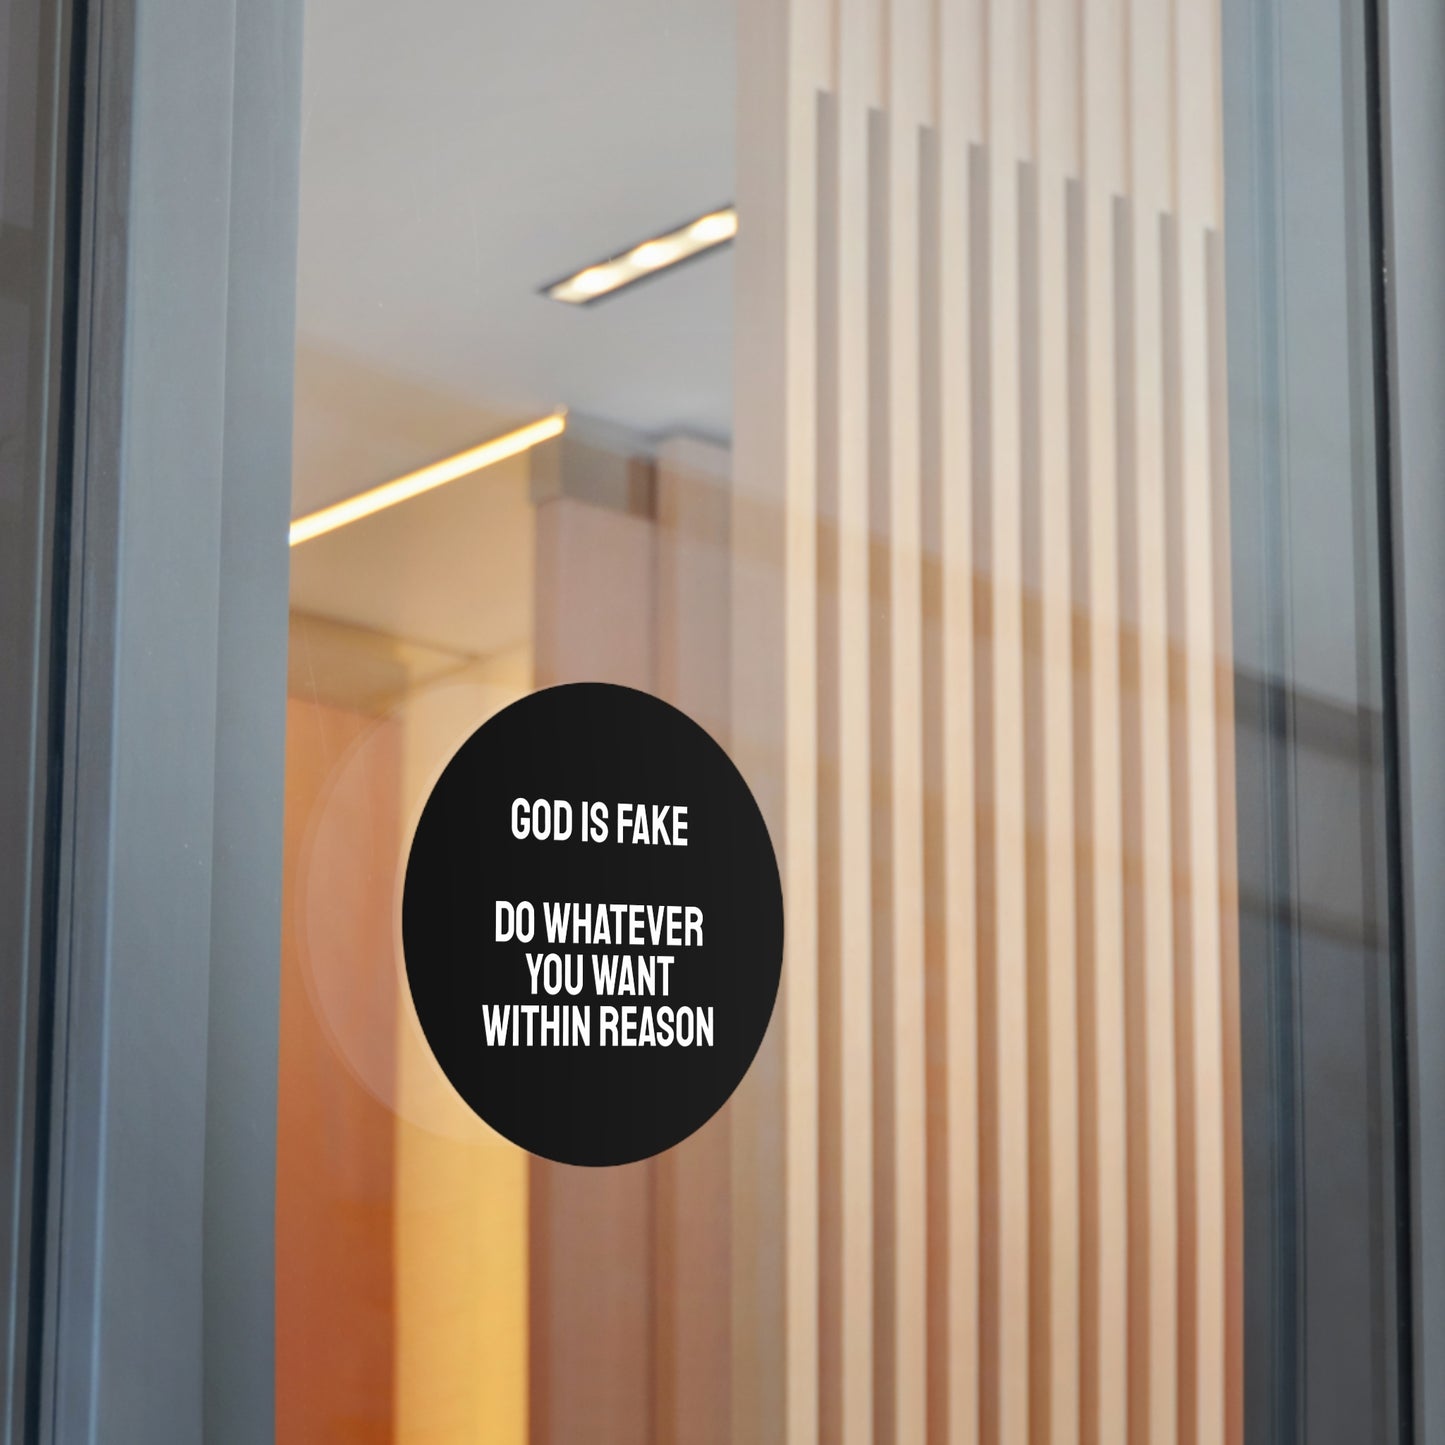 GOD IS FAKE
DO WHATEVER
YOU WANT
WITHIN REASON